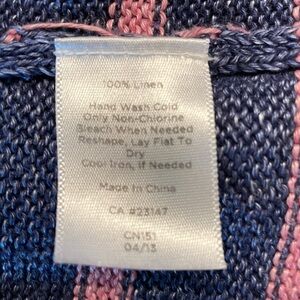 100% Linen
Hand Wash Cold
Only Non-Chlorine
Bleach When Needed
Reshape, Lay Flat To
Dry
Cool Iron, If Needed
Made In China
CA #23147
CN151
04/13